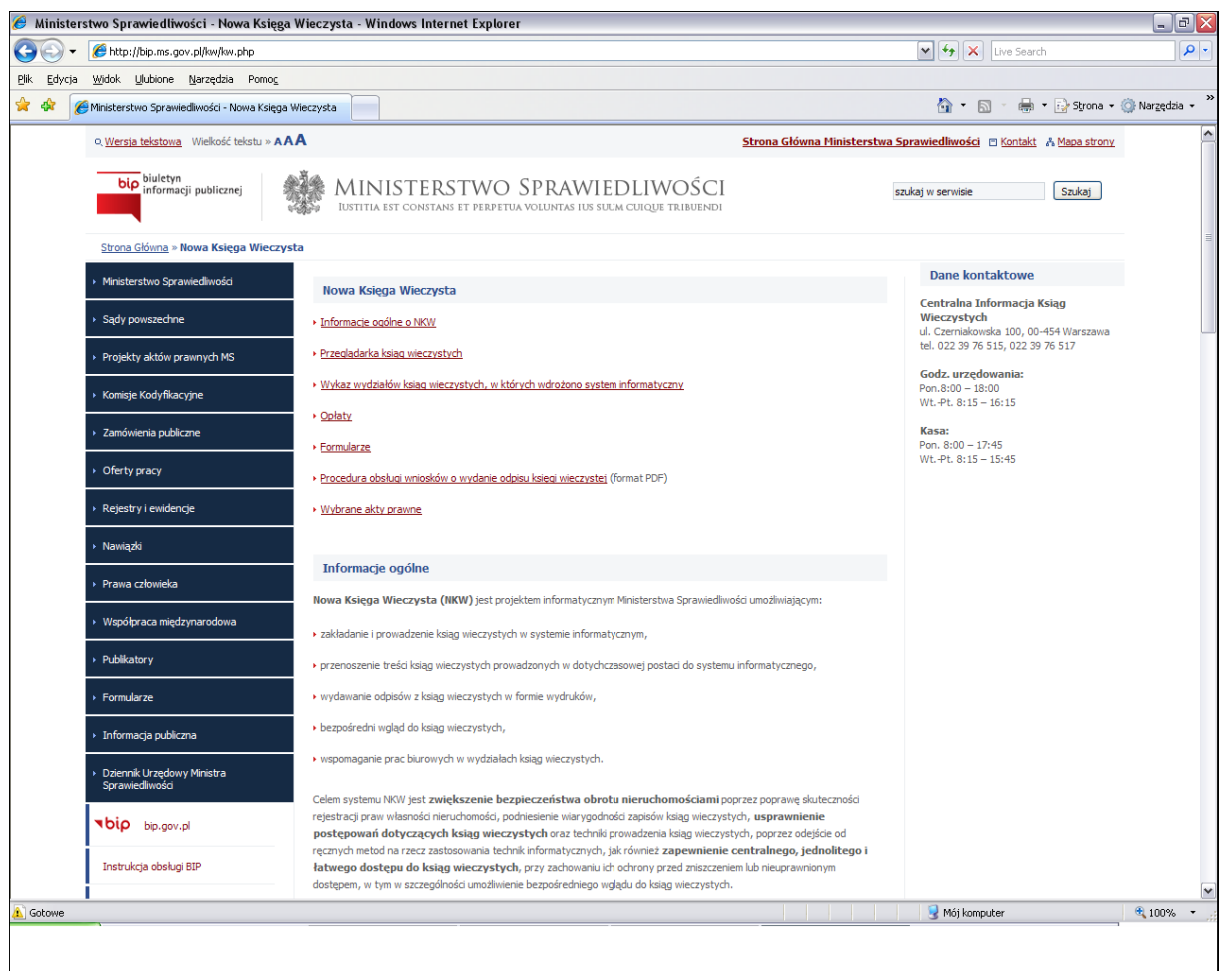 Ministerstwo Sprawiedliwości - Nowa Księga Wieczysta - Windows Internet Explorer
http://bip.ms.gov.pl/kw/kw.php
Live Search
Plik Edycja Widok Ulubione Narzędzia Pomoc
Ministerstwo Sprawiedliwości - Nowa Księga Wieczysta
Strona Narzędzia »
Wersja tekstowa Wielkość tekstu » A A A
Strona Główna Ministerstwa Sprawiedliwości Kontakt Mapa strony
bip biuletyn
informacji publicznej
MINISTERSTWO SPRAWIEDLIWOŚCI
IUSTITIA EST CONSTANS ET PERPETUA VOLUNTAS IUS SUUM CUIQUE TRIBUENDI
szukaj w serwisie
Szukaj
Strona Główna » Nowa Księga Wieczysta
Ministerstwo Sprawiedliwości
Sądy powszechne
Projekty aktów prawnych MS
Komisje Kodyfikacyjne
Zamówienia publiczne
Oferty pracy
Rejestry i ewidencje
Nawiązki
Prawa człowieka
Współpraca międzynarodowa
Publikatory
Formularze
Informacja publiczna
Dziennik Urzędowy Ministra
Sprawiedliwości
bip bip.gov.pl
Instrukcja obsługi BIP
Nowa Księga Wieczysta
Informacje ogólne o NKW
Przeglądarka ksiąg wieczystych
Wykaz wydziałów ksiąg wieczystych, w których wdrożono system informatyczny
Opłaty
Formularze
Procedura obsługi wniosków o wydanie odpisu księgi wieczystej (format PDF)
Wybrane akty prawne
Informacje ogólne
Nowa Księga Wieczysta (NKW) jest projektem informatycznym Ministerstwa Sprawiedliwości umożliwiającym:
zakładanie i prowadzenie ksiąg wieczystych w systemie informatycznym,
przenoszenie treści ksiąg wieczystych prowadzonych w dotychczasowej postaci do systemu informatycznego,
wydawanie odpisów z ksiąg wieczystych w formie wydruków,
bezpośredni wgląd do ksiąg wieczystych,
wspomaganie prac biurowych w wydziałach ksiąg wieczystych.
Celem systemu NKW jest zwiększenie bezpieczeństwa obrotu nieruchomościami poprzez poprawę skuteczności
rejestracji praw własności nieruchomości, podniesienie wiarygodności zapisów ksiąg wieczystych, usprawnienie
postępowań dotyczących ksiąg wieczystych oraz techniki prowadzenia ksiąg wieczystych, poprzez odejście od
ręcznych metod na rzecz zastosowania technik informatycznych, jak również zapewnienie centralnego, jednolitego i
łatwego dostępu do ksiąg wieczystych, przy zachowaniu ich ochrony przed zniszczeniem lub nieuprawnionym
dostępem, w tym w szczególności umożliwienie bezpośredniego wglądu do ksiąg wieczystych.
Dane kontaktowe
Centralna Informacja Ksiąg
Wieczystych
ul. Czerniakowska 100, 00-454 Warszawa
tel. 022 39 76 515, 022 39 76 517
Godz. urzędowania:
Pon.8:00 – 18:00
Wt.-Pt. 8:15 – 16:15
Kasa:
Pon. 8:00 – 17:45
Wt.-Pt. 8:15 – 15:45
Gotowe
Mój komputer
100%